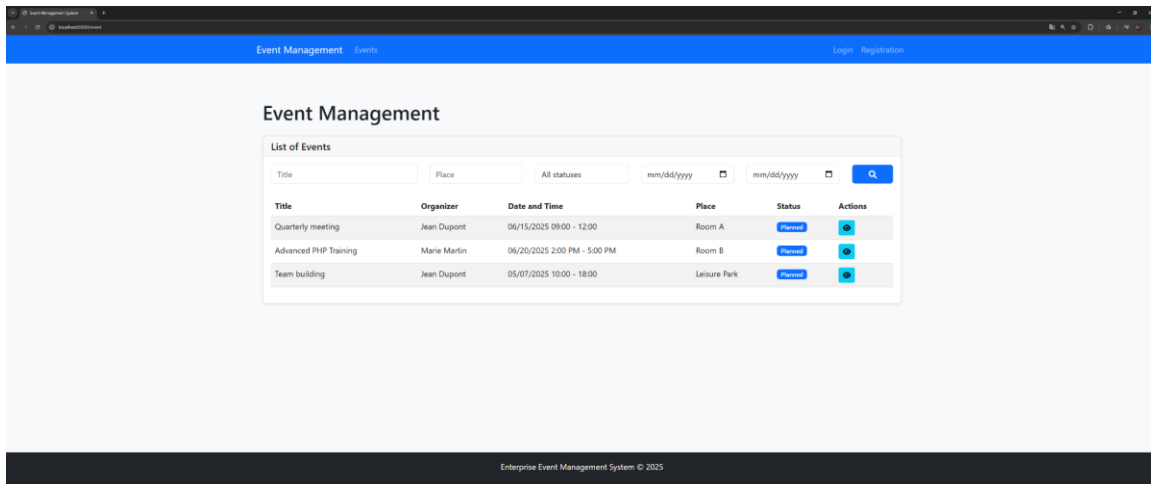 Event Management System
Event Management Events Login Registration
Event Management
List of Events
Title Place All statuses mm/dd/yyyy mm/dd/yyyy
Title Organizer Date and Time Place Status Actions
Quarterly meeting Jean Dupont 06/15/2025 09:00 - 12:00 Room A Planned
Advanced PHP Training Marie Martin 06/20/2025 2:00 PM - 5:00 PM Room B Planned
Team building Jean Dupont 05/07/2025 10:00 - 18:00 Leisure Park Planned
Enterprise Event Management System © 2025